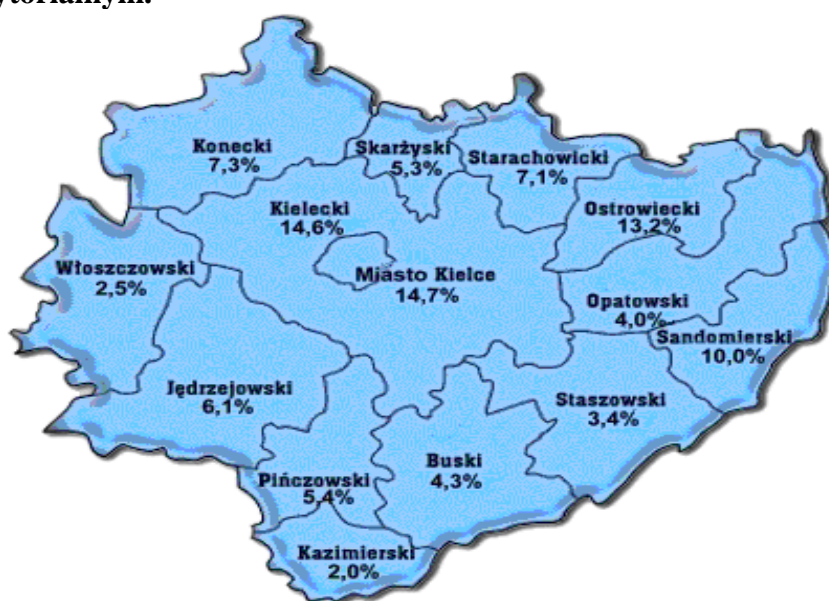 ytorialnym.
Konecki
7,3%
Skarżyski
5,3%
Starachowicki
7,1%
Kielecki
14,6%
Ostrowiecki
13,2%
Włoszczowski
2,5%
Miasto Kielce
14,7%
Opatowski
4,0%
Sandomierski
10,0%
Jędrzejowski
6,1%
Staszowski
3,4%
Buski
4,3%
Pińczowski
5,4%
Kazimierski
2,0%